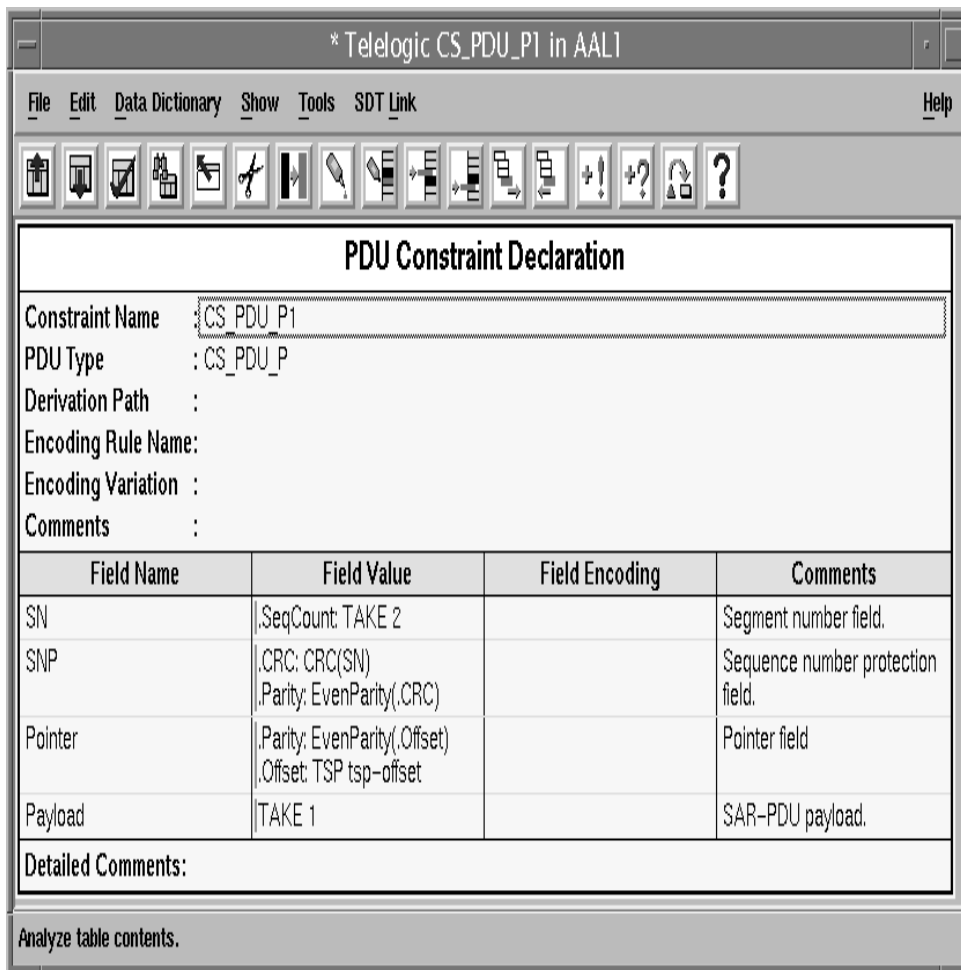 * Telelogic CS_PDU_P1 in AAL1
File Edit Data Dictionary Show Tools SDT Link Help
+! +? ?
PDU Constraint Declaration
Constraint Name : CS_PDU_P1
PDU Type : CS_PDU_P
Derivation Path :
Encoding Rule Name:
Encoding Variation :
Comments :
Field Name Field Value Field Encoding Comments
SN .SeqCount: TAKE 2 Segment number field.
SNP .CRC: CRC(SN) Sequence number protection
.Parity: EvenParity(.CRC) field.
Pointer .Parity: EvenParity(.Offset) Pointer field
.Offset: TSP tsp-offset
Payload TAKE 1 SAR-PDU payload.
Detailed Comments:
Analyze table contents.